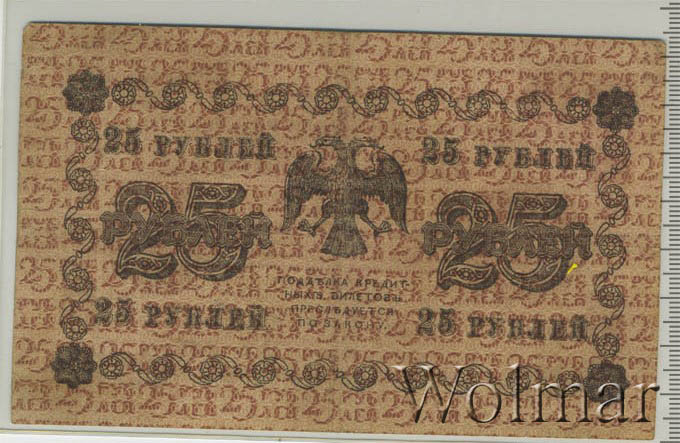 25 РУБЛЕЙ
25 РУБЛЕЙ
25
РУБЛЕЙ
25
РУБЛЕЙ
ПОДДѢЛКА КРЕДИТ-
НЫХЪ БИЛЕТОВЪ
ПРЕСЛѢДУЕТСЯ
ПО ЗАКОНУ.
25 РУБЛЕЙ
25 РУБЛЕЙ
Wolmar